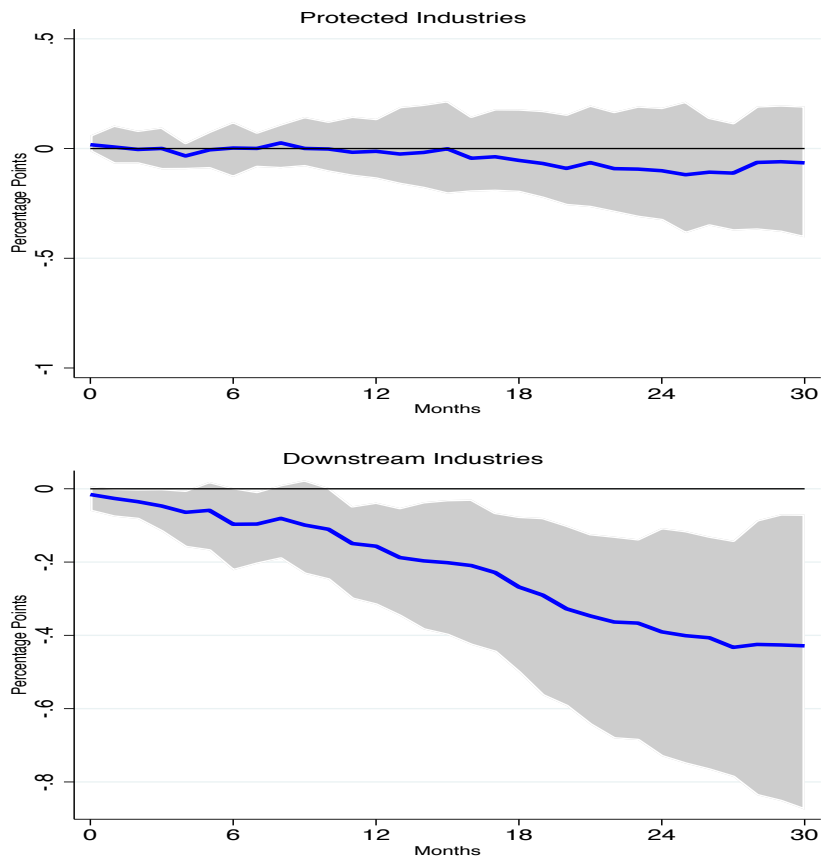 Protected Industries
Percentage Points
.5
0
-.5
-1
0 6 12 18 24 30
Months
Downstream Industries
Percentage Points
0
-.2
-.4
-.6
-.8
0 6 12 18 24 30
Months